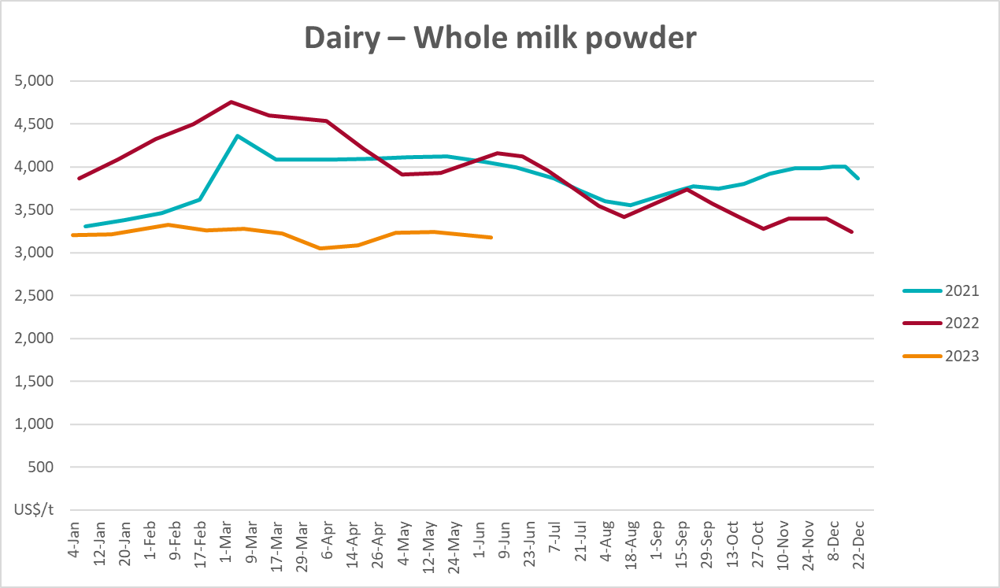 Dairy – Whole milk powder
5,000
4,500
4,000
3,500
3,000
2,500
2,000
1,500
1,000
500
US$/t
4-Jan
12-Jan
20-Jan
1-Feb
9-Feb
17-Feb
1-Mar
9-Mar
17-Mar
29-Mar
6-Apr
14-Apr
26-Apr
4-May
12-May
24-May
1-Jun
9-Jun
23-Jun
7-Jul
21-Jul
4-Aug
18-Aug
1-Sep
15-Sep
29-Sep
13-Oct
27-Oct
10-Nov
24-Nov
8-Dec
22-Dec
2021
2022
2023